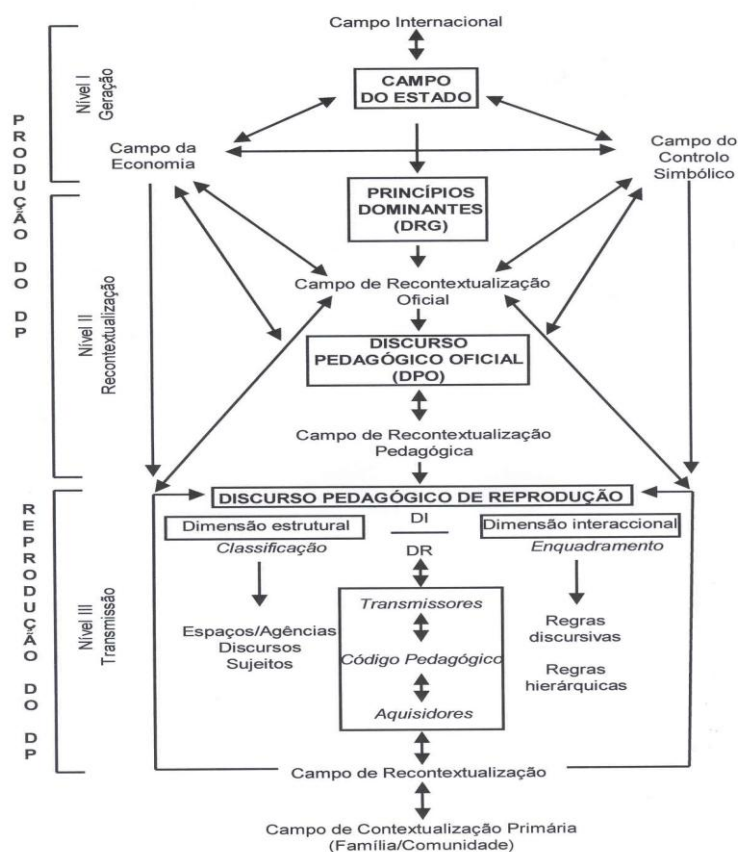 Campo Internacional
CAMPO
DO ESTADO
Campo da
Economia
Campo do
Controlo
Simbólico
PRINCÍPIOS
DOMINANTES
(DRG)
Campo de Recontextualização
Oficial
DISCURSO
PEDAGÓGICO OFICIAL
(DPO)
Campo de Recontextualização
Pedagógica
DISCURSO PEDAGÓGICO DE REPRODUÇÃO
Dimensão estrutural
Classificação
Espaços/Agências
Discursos
Sujeitos
DI
DR
Transmissores
Código Pedagógico
Aquisidores
Dimensão interaccional
Enquadramento
Regras
discursivas
Regras
hierárquicas
Campo de Recontextualização
Campo de Contextualização Primária
(Família/Comunidade)
PRODUÇÃO DO DP
Nível I
Geração
Nível II
Recontextualização
REPRODUÇÃO DO DP
Nível III
Transmissão